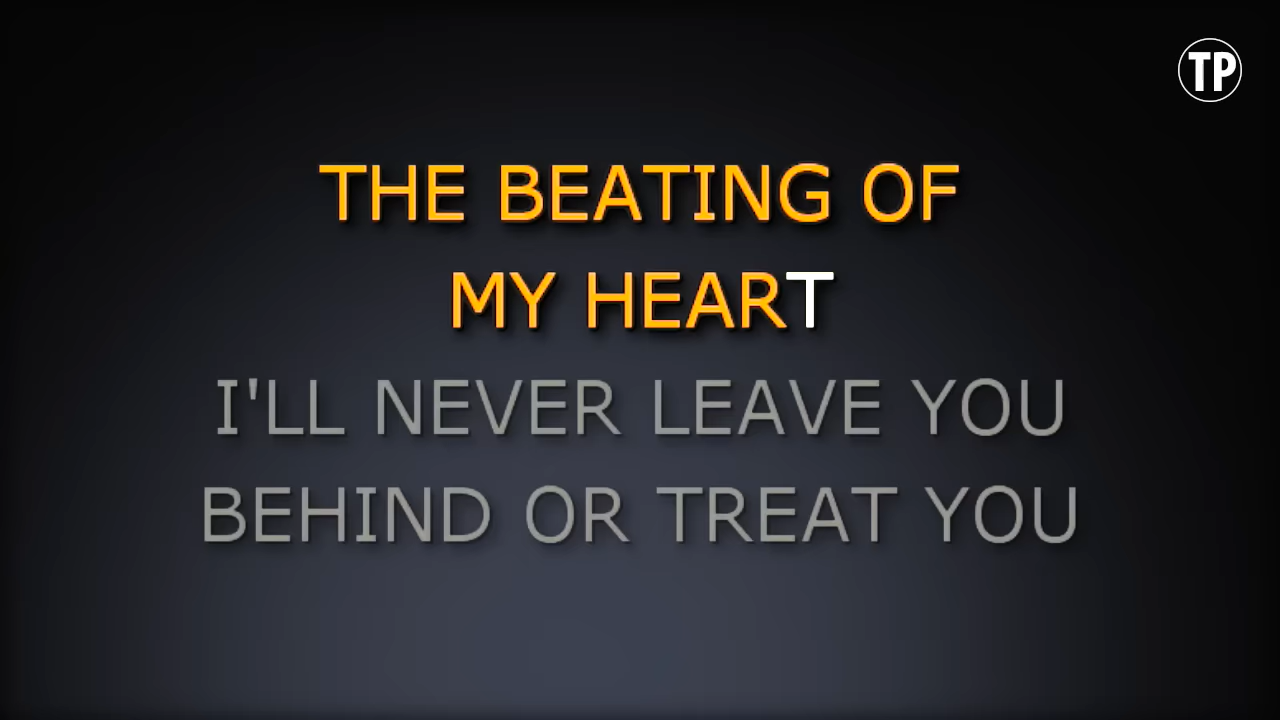 TP
THE BEATING OF
MY HEART
I'LL NEVER LEAVE YOU
BEHIND OR TREAT YOU